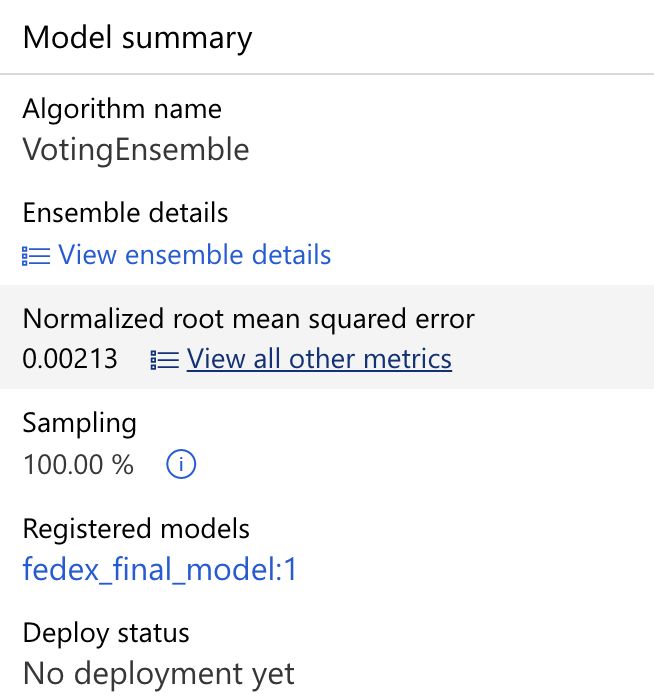 Model summary
Algorithm name
VotingEnsemble
Ensemble details
View ensemble details
Normalized root mean squared error
0.00213 View all other metrics
Sampling
100.00 % i
Registered models
fedex_final_model:1
Deploy status
No deployment yet